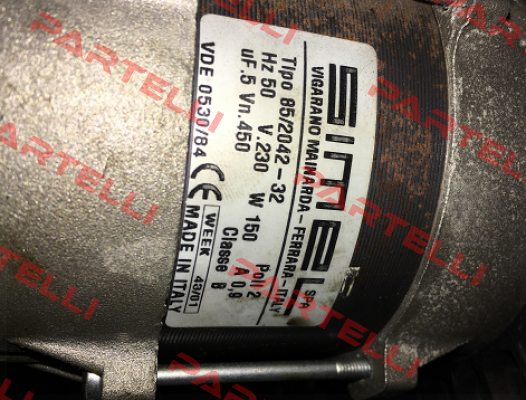 SIMEL SPA
VIGARANO MAINARDA-FERRARA-ITALY
Tipo 85/2042-32 Poli 2
Hz 50 V.230 W 150 A 0,9
uF.5 Vn.450 Classe B
VDE 0530/84 CE WEEK 43/01
MADE IN ITALY
PARTELLI
PARTELLI
PARTELLI
PARTELLI
PARTELLI